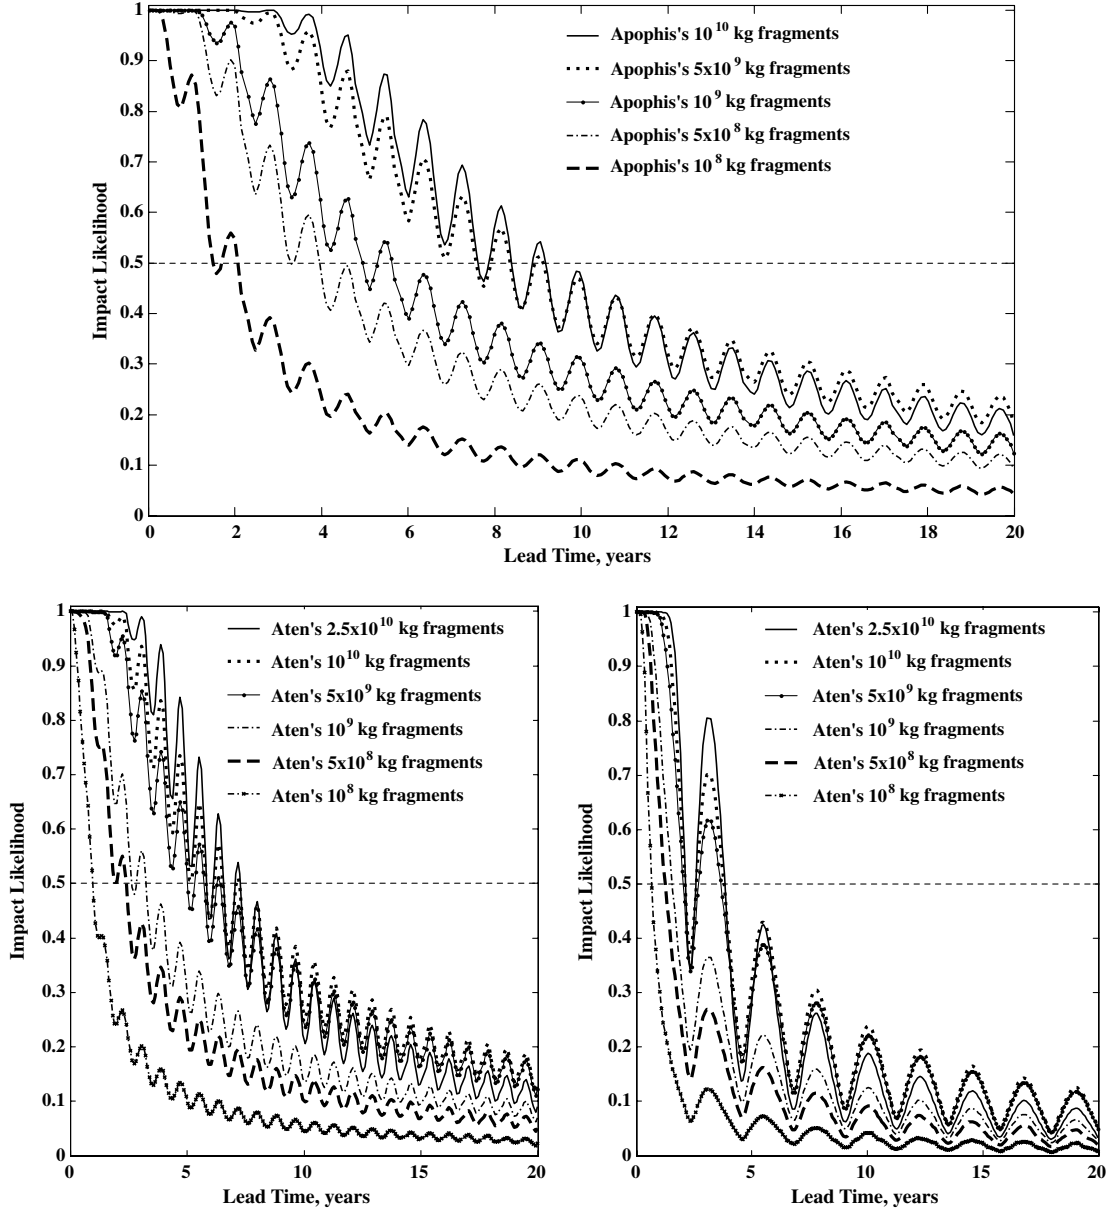 1
0.9
0.8
0.7
0.6
0.5
0.4
0.3
0.2
0.1
0
Impact Likelihood
Apophis's 10^10 kg fragments
Apophis's 5x10^9 kg fragments
Apophis's 10^9 kg fragments
Apophis's 5x10^8 kg fragments
Apophis's 10^8 kg fragments
0 2 4 6 8 10 12 14 16 18 20
Lead Time, years
1
0.9
0.8
0.7
0.6
0.5
0.4
0.3
0.2
0.1
0
Impact Likelihood
Aten's 2.5x10^10 kg fragments
Aten's 10^10 kg fragments
Aten's 5x10^9 kg fragments
Aten's 10^9 kg fragments
Aten's 5x10^8 kg fragments
Aten's 10^8 kg fragments
0 5 10 15 20
Lead Time, years
1
0.9
0.8
0.7
0.6
0.5
0.4
0.3
0.2
0.1
0
Impact Likelihood
Aten's 2.5x10^10 kg fragments
Aten's 10^10 kg fragments
Aten's 5x10^9 kg fragments
Aten's 10^9 kg fragments
Aten's 5x10^8 kg fragments
Aten's 10^8 kg fragments
0 5 10 15 20
Lead Time, years